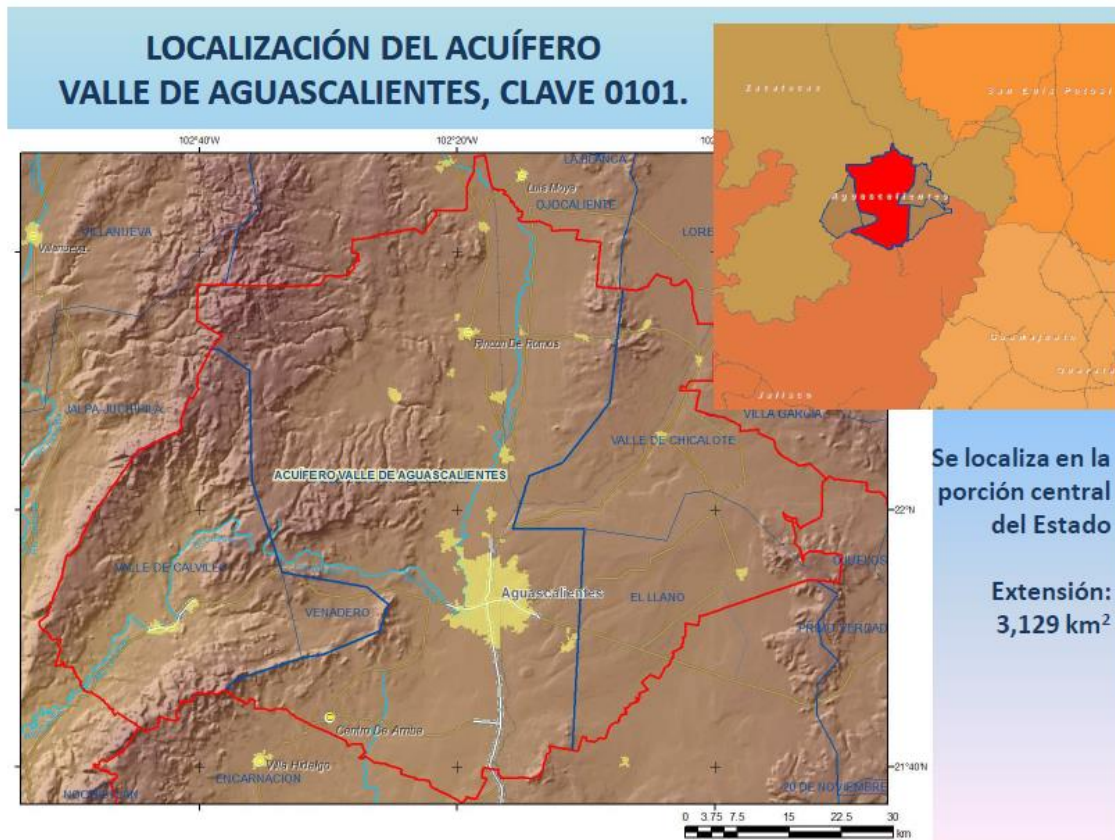 LOCALIZACIÓN DEL ACUÍFERO
VALLE DE AGUASCALIENTES, CLAVE 0101.
Zacatecas
San Luis Potosí
Aguascalientes
Guanajuato
Jalisco
102°40'W
102°20'W
LA BLANCA
Luis Moya
OJOCALIENTE
VILLANUEVA
Villanueva
LORE
Rincon De Romos
JALPA-JUCHIPILA
VILLA GARCIA
VALLE DE CHICALOTE
ACUÍFERO VALLE DE AGUASCALIENTES
22°N
VALLE DE CALVILLO
OJUELOS
Aguascalientes
EL LLANO
VENADERO
PRIMO VERDAD
Centro De Arriba
Villa Hidalgo
ENCARNACION
21°40'N
20 DE NOVIEMBRE
0 3.75 7.5 15 22.5 30
km
Se localiza en la
porción central
del Estado
Extensión:
3,129 km²